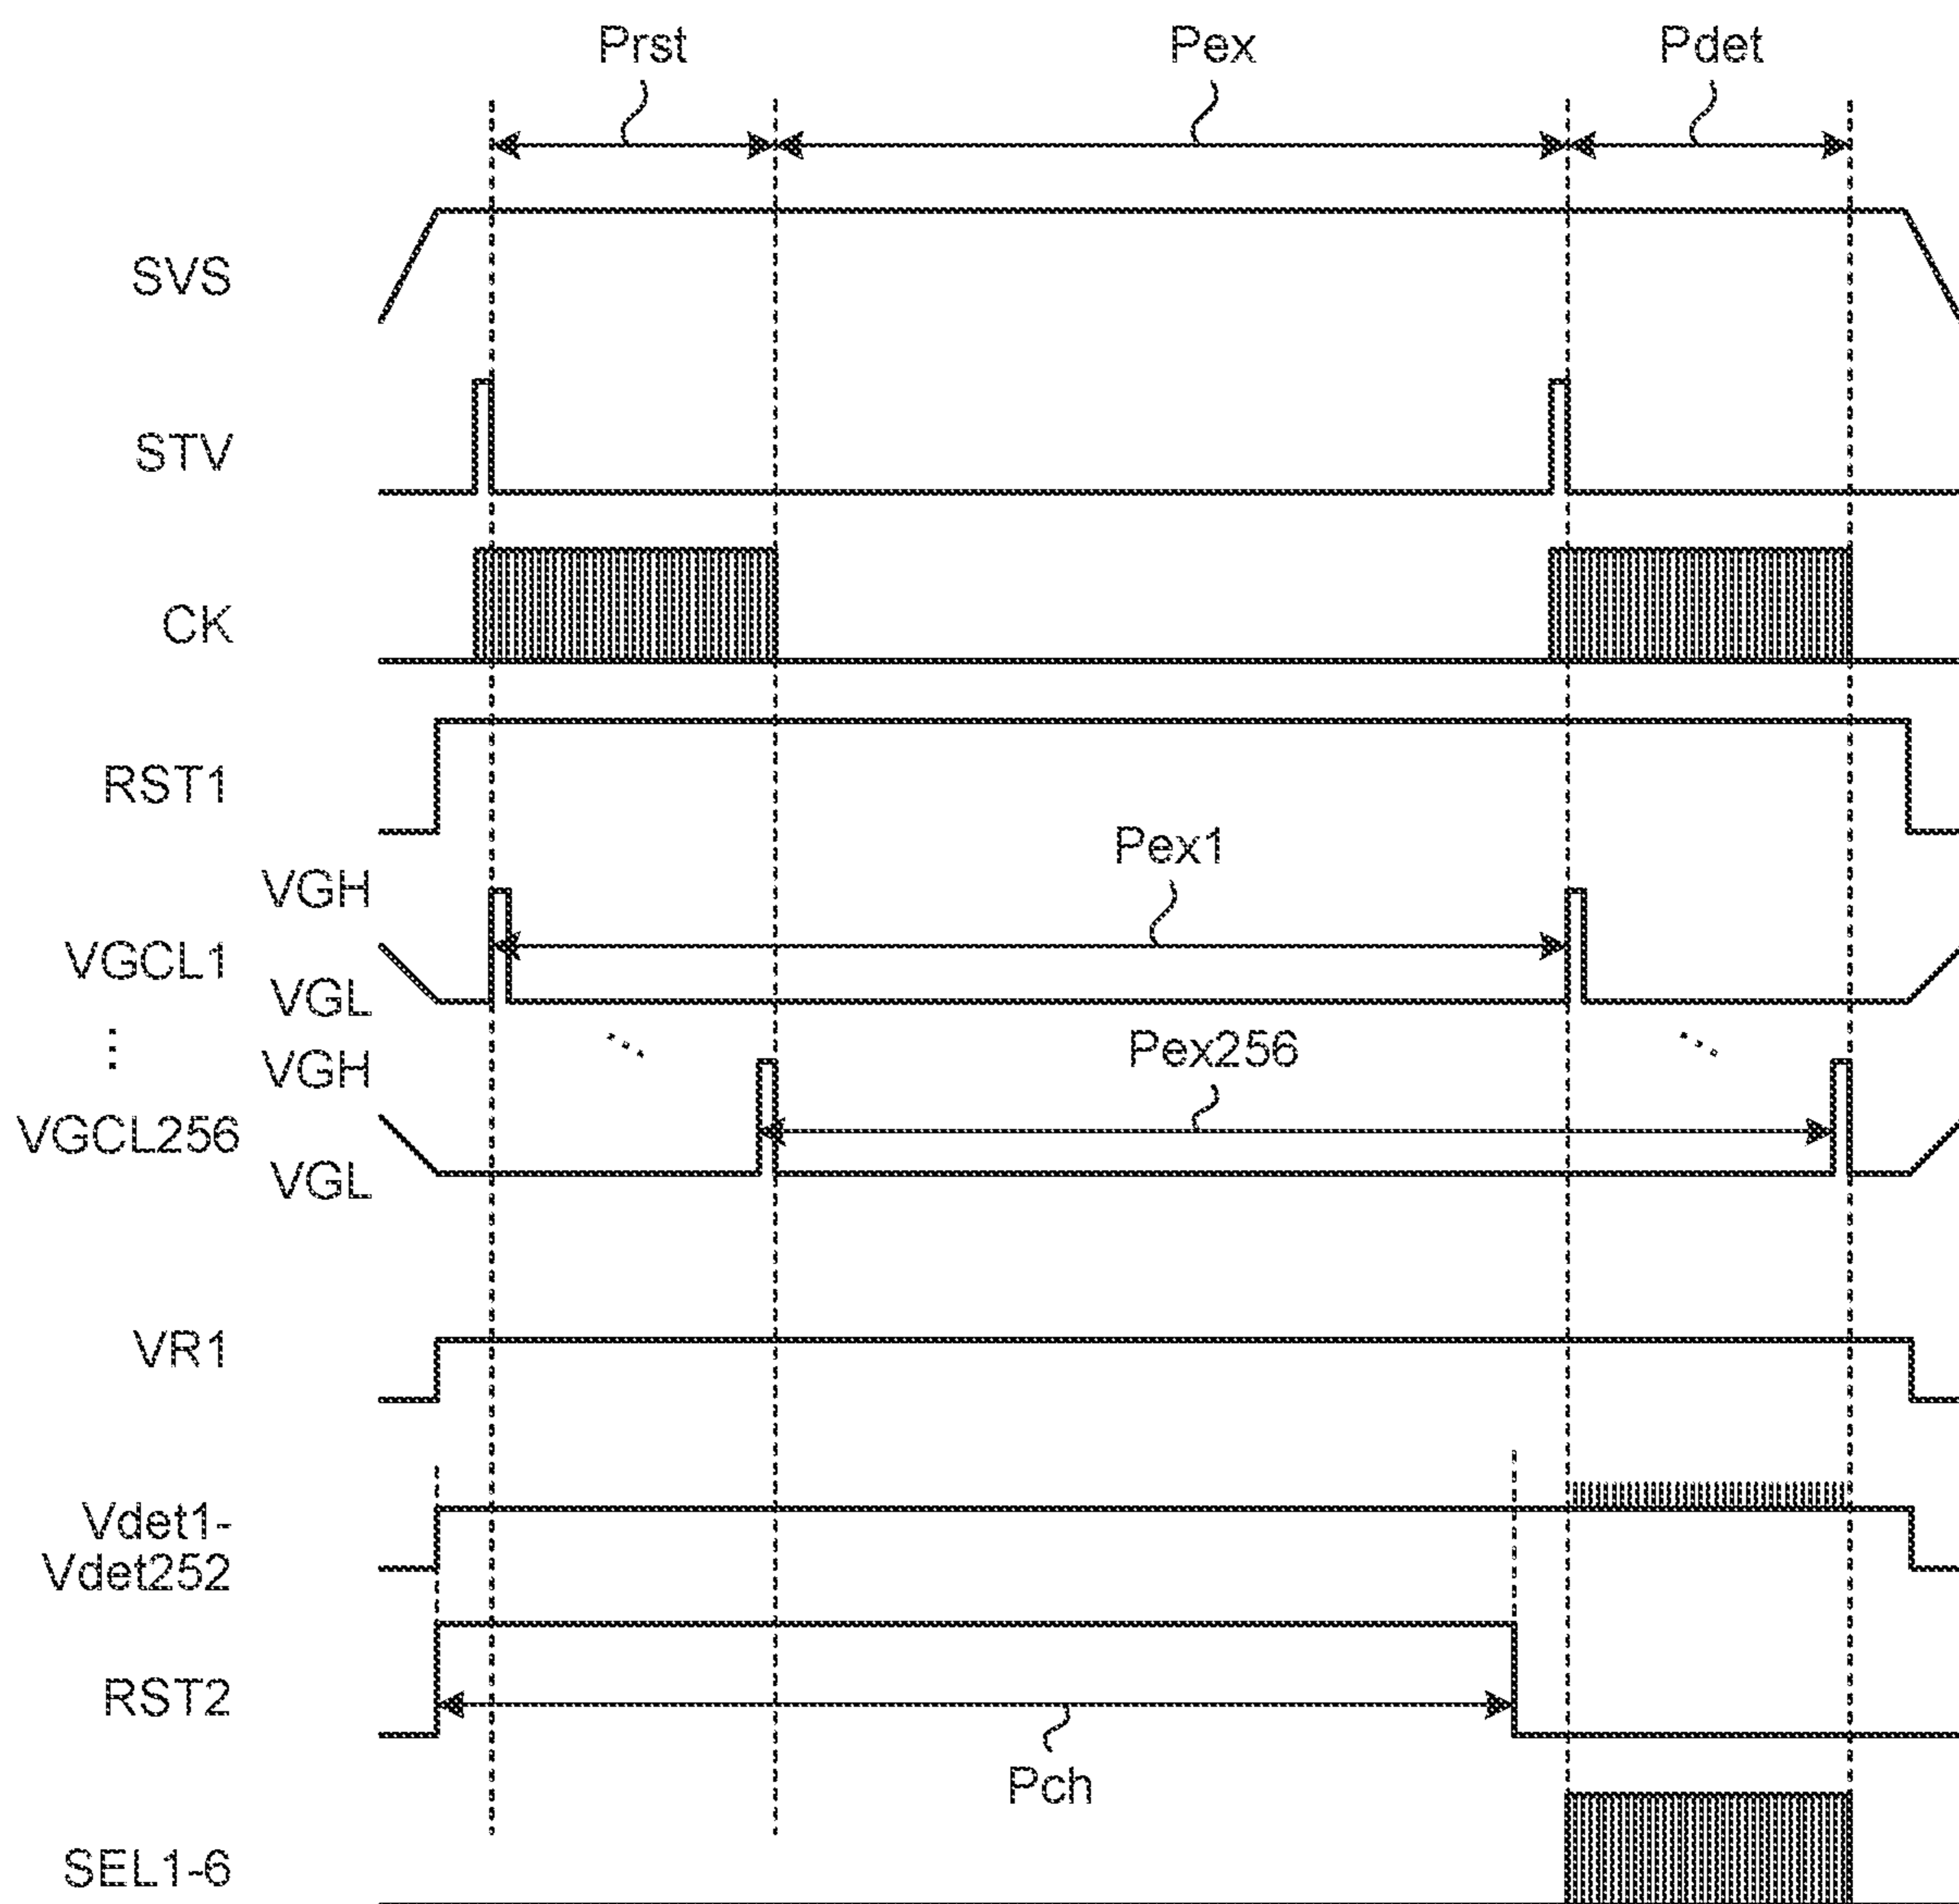 Prst Pex Pdet
SVS
STV
CK
RST1
Pex1
VGH
VGCL1
VGL
Pex256
VGH
VGCL256
VGL
VR1
Vdet1-
Vdet252
RST2
Pch
SEL1-6